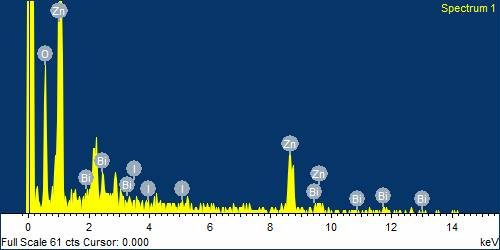 Spectrum 1
Zn
O
Bi
Bi
Bi
I
I
I
Zn
Zn
Bi
Bi
Bi
Bi
0 2 4 6 8 10 12 14
Full Scale 61 cts Cursor: 0.000 keV